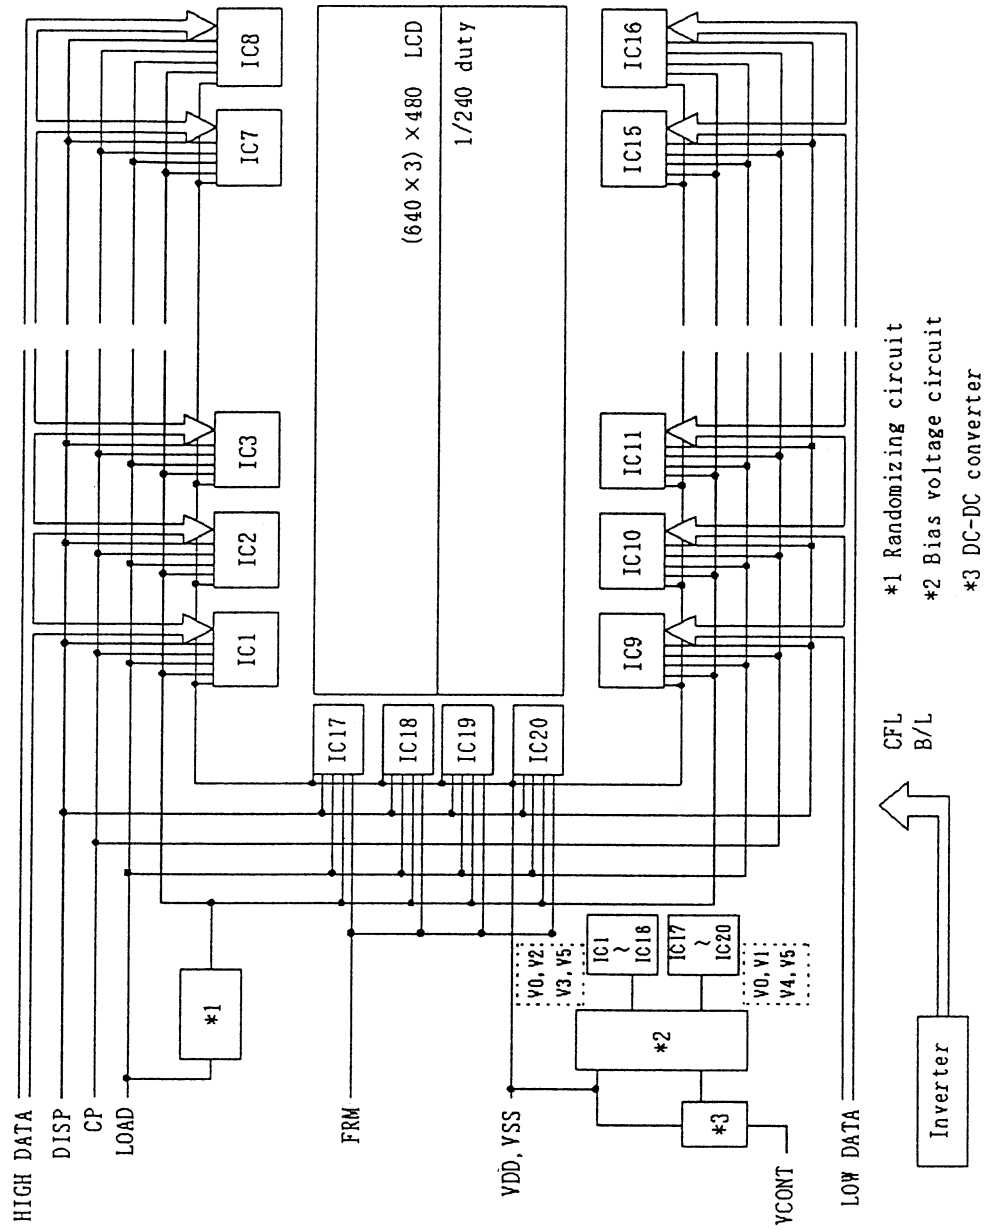 HIGH DATA
DISP
CP
LOAD
*1
IC1
IC2
IC3
IC7
IC8
FRM
IC17
IC18
IC19
IC20
(640×3)×480 LCD
1/240 duty
VDD, VSS
V0, V2
V3, V5
IC1
~
IC16
IC17
~
IC20
V0, V1
V4, V5
*2
*3
VCONT
IC9
IC10
IC11
IC15
IC16
LOW DATA
Inverter
CFL
B/L
*1 Randomizing circuit
*2 Bias voltage circuit
*3 DC-DC converter